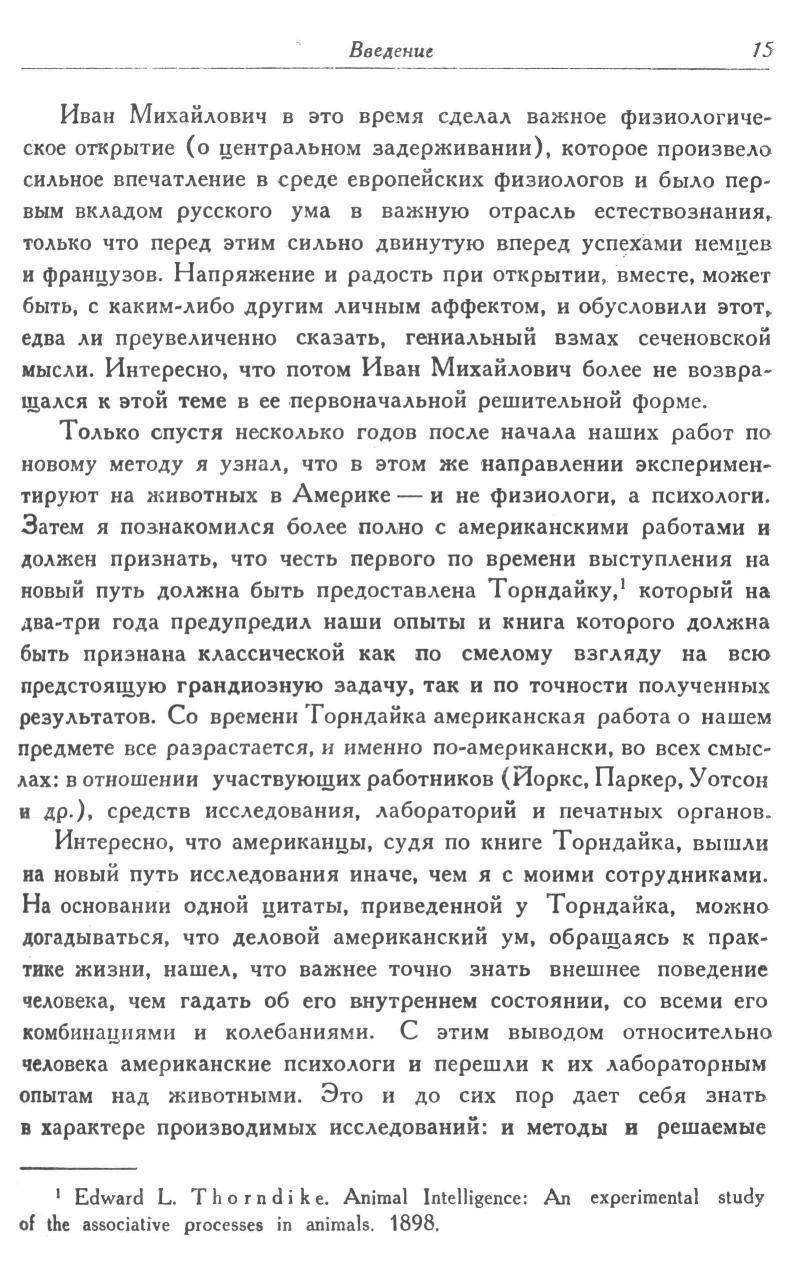 Введение 15
Иван Михайлович в это время сделал важное физиологиче-
ское открытие (о центральном задерживании), которое произвело
сильное впечатление в среде европейских физиологов и было пер-
вым вкладом русского ума в важную отрасль естествознания,
только что перед этим сильно двинутую вперед успехами немцев
и французов. Напряжение и радость при открытии, вместе, может
быть, с каким-либо другим личным аффектом, и обусловили этот,
едва ли преувеличенно сказать, гениальный взмах сеченовской
мысли. Интересно, что потом Иван Михайлович более не возвра-
щался к этой теме в ее первоначальной решительной форме.
Только спустя несколько годов после начала наших работ по
новому методу я узнал, что в этом же направлении эксперимен-
тируют на животных в Америке — и не физиологи, а психологи.
Затем я познакомился более полно с американскими работами и
должен признать, что честь первого по времени выступления на
новый путь должна быть предоставлена Торндайку,¹ который на
два-три года предупредил наши опыты и книга которого должна
быть признана классической как по смелому взгляду на всю
предстоящую грандиозную задачу, так и по точности полученных
результатов. Со времени Торндайка американская работа о нашем
предмете все разрастается, и именно по-американски, во всех смыс-
лах: в отношении участвующих работников (Йоркс, Паркер, Уотсон
и др.), средств исследования, лабораторий и печатных органов.
Интересно, что американцы, судя по книге Торндайка, вышли
на новый путь исследования иначе, чем я с моими сотрудниками.
На основании одной цитаты, приведенной у Торндайка, можно
догадываться, что деловой американский ум, обращаясь к прак-
тике жизни, нашел, что важнее точно знать внешнее поведение
человека, чем гадать об его внутреннем состоянии, со всеми его
комбинациями и колебаниями. С этим выводом относительно
человека американские психологи и перешли к их лабораторным
опытам над животными. Это и до сих пор дает себя знать
в характере производимых исследований: и методы и решаемые
¹ Edward L. Thorndike. Animal Intelligence: An experimental study
of the associative processes in animals. 1898.